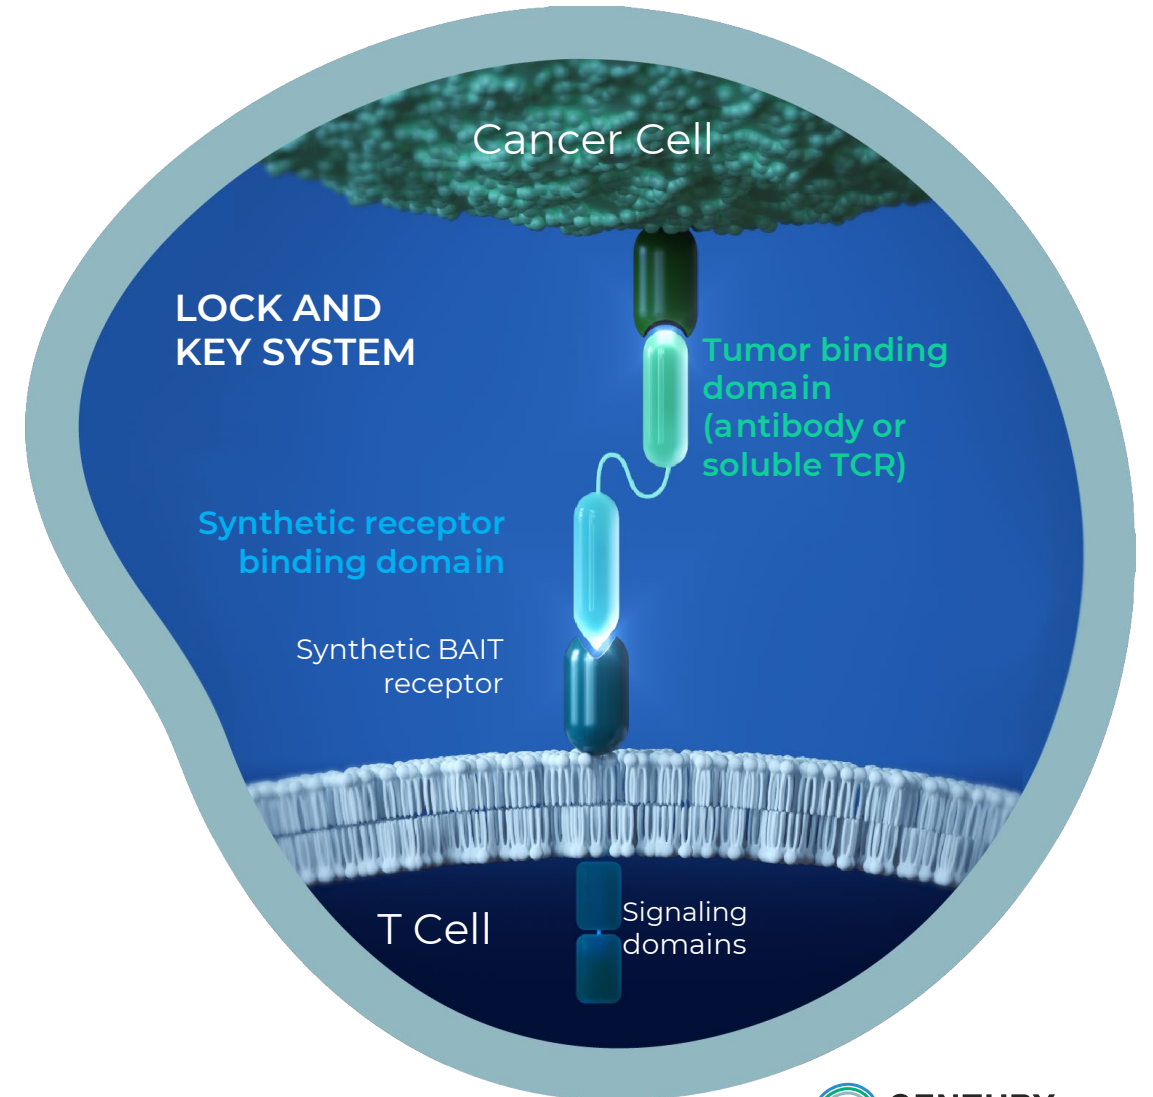 Cancer Cell
LOCK AND
KEY SYSTEM
Tumor binding
domain
(antibody or
soluble TCR)
Synthetic receptor
binding domain
Synthetic BAIT
receptor
T Cell
Signaling
domains
CENTURY